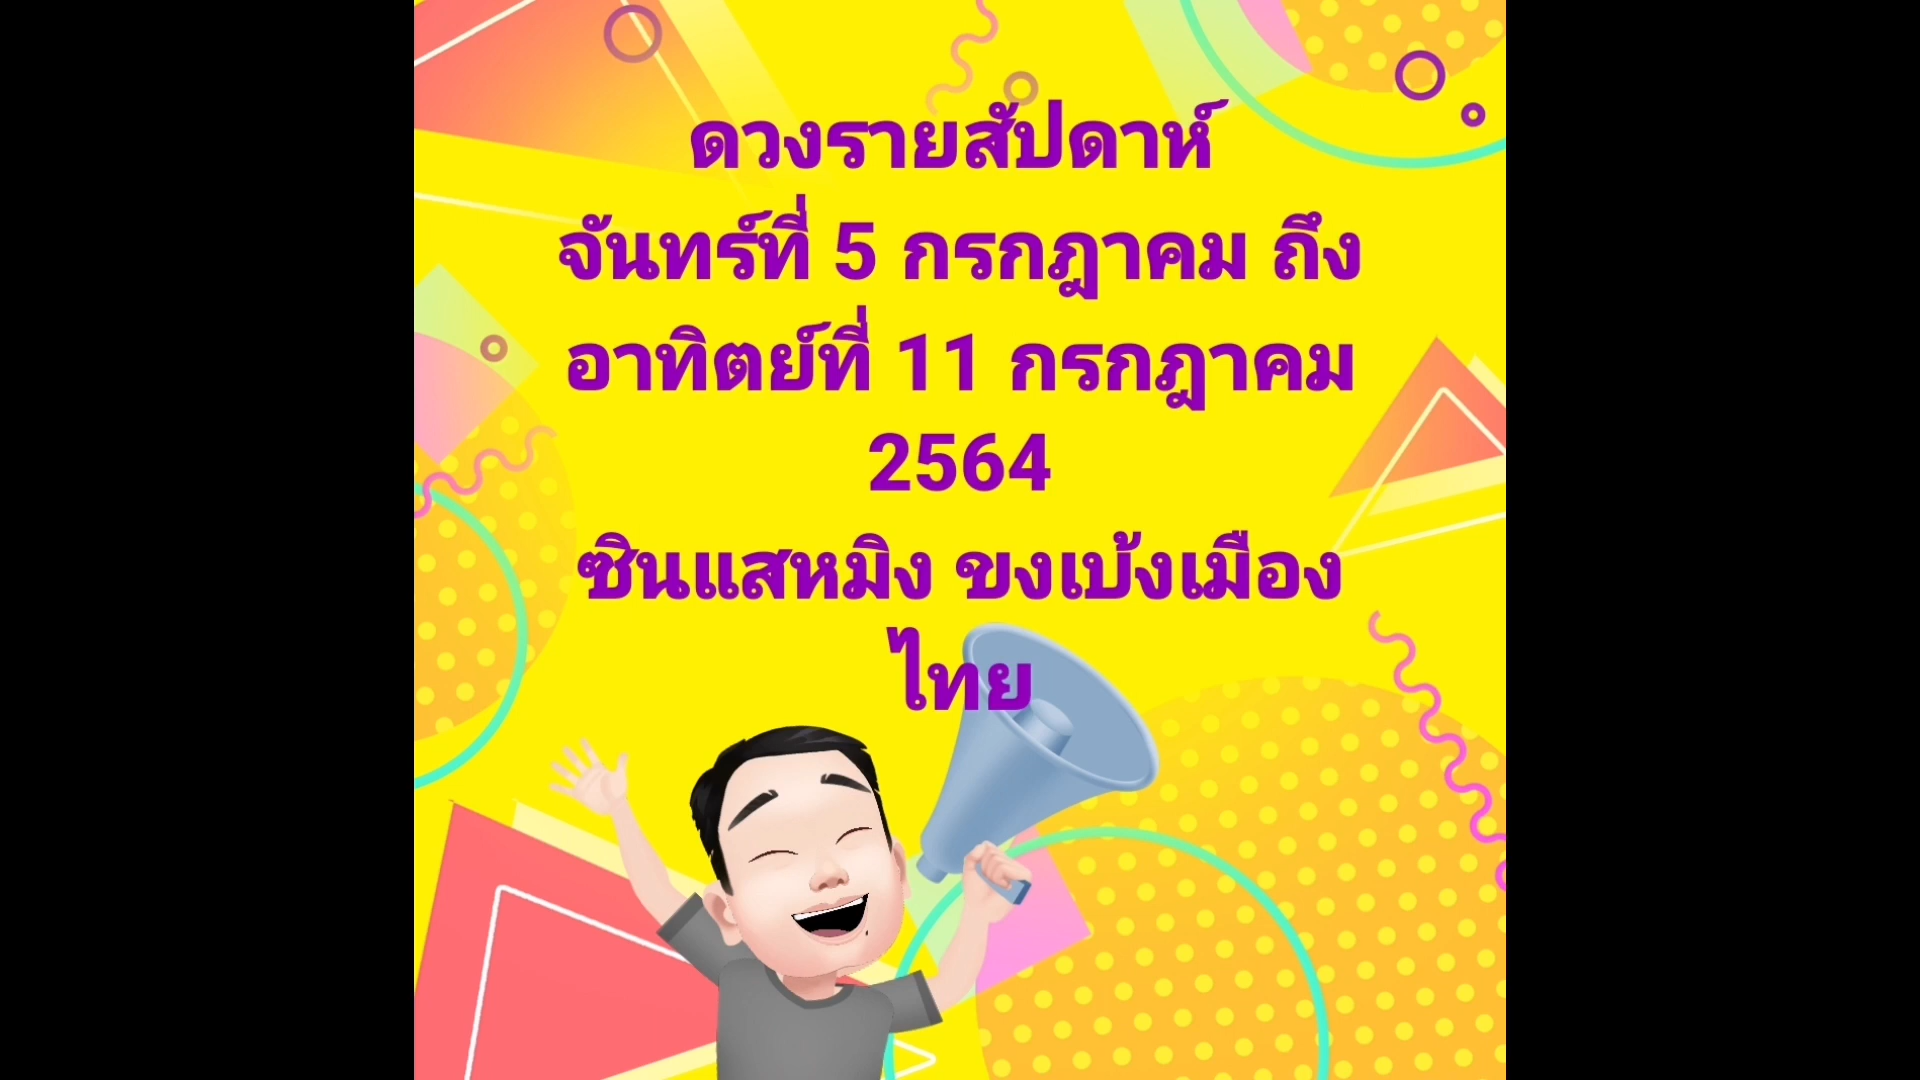 ดวงรายสัปดาห์
จันทร์ที่ 5 กรกฎาคม ถึง
อาทิตย์ที่ 11 กรกฎาคม
2564
ซินแสหมิง ขงเบ้งเมือง
ไทย